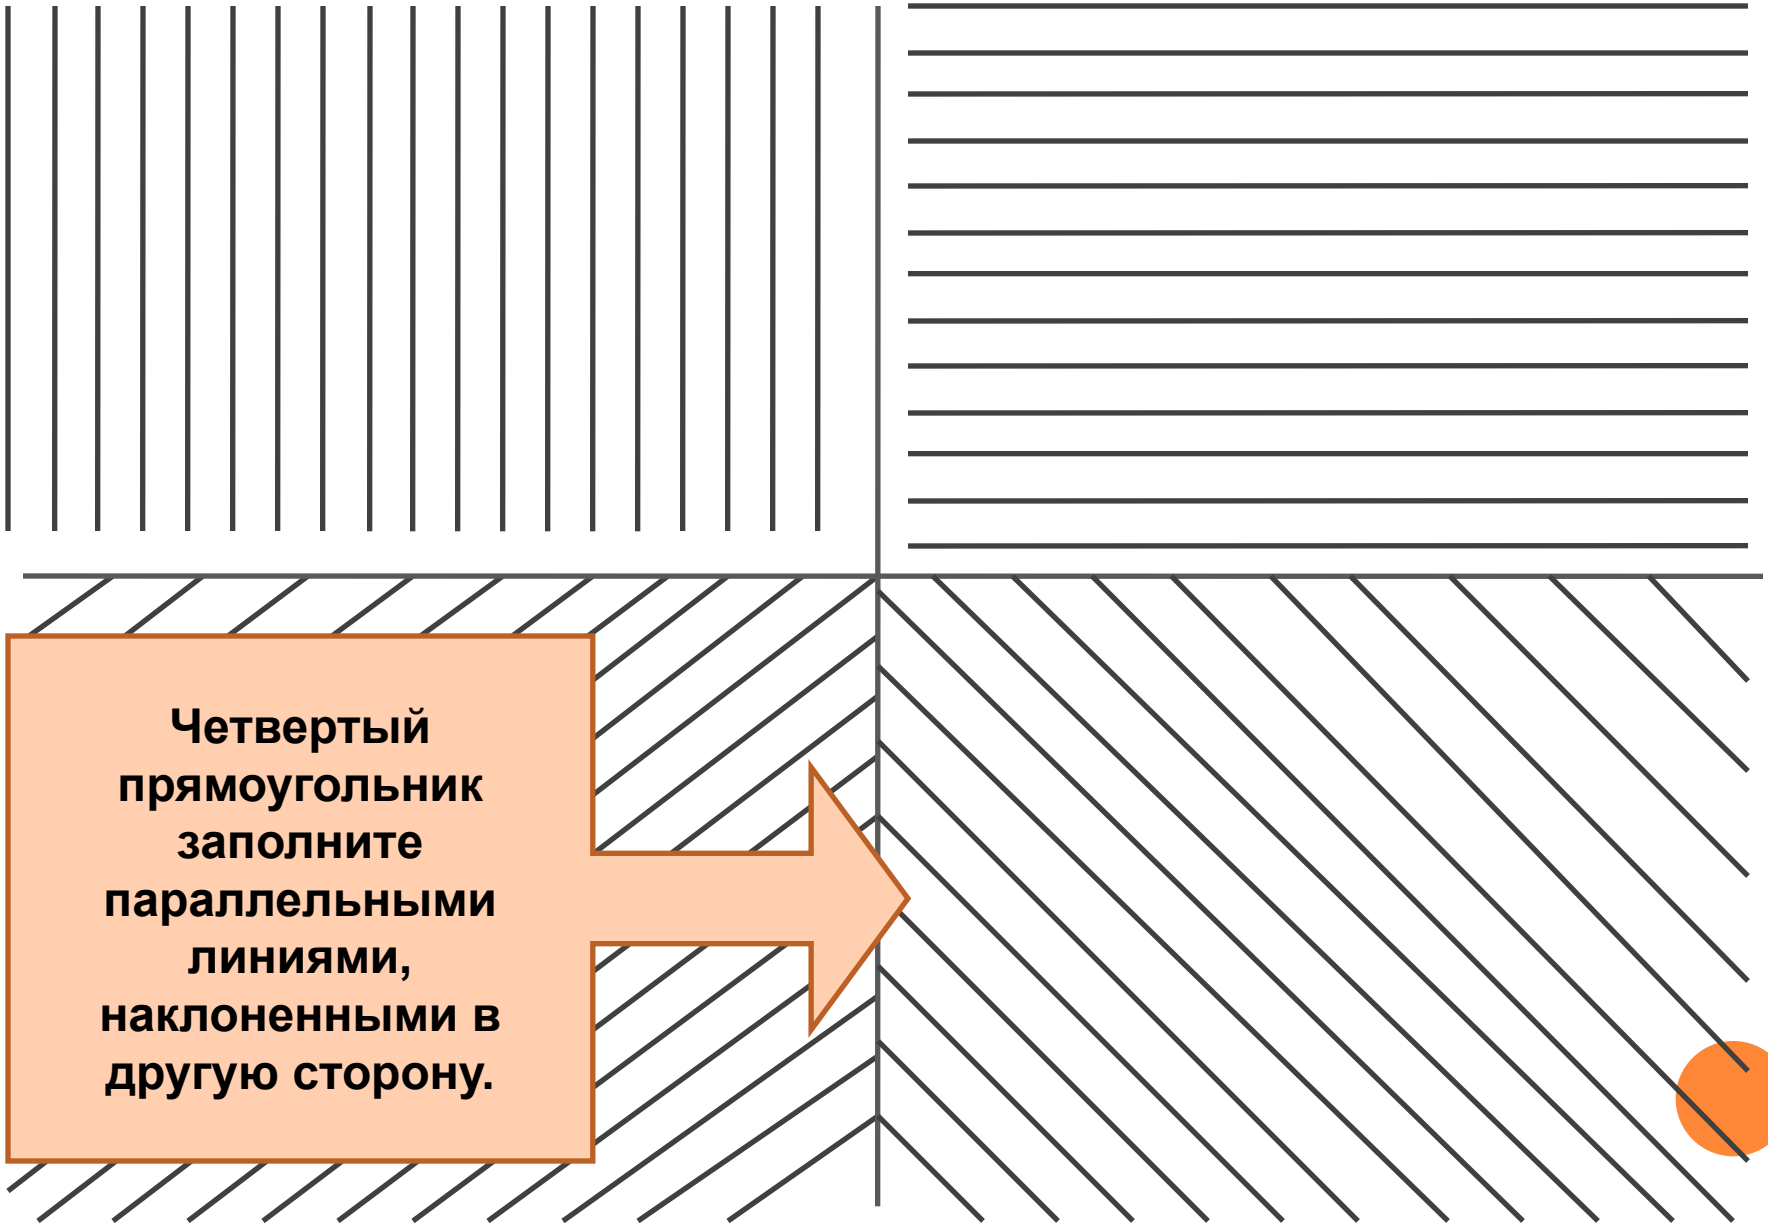 Четвертый
прямоугольник
заполните
параллельными
линиями,
наклоненными в
другую сторону.